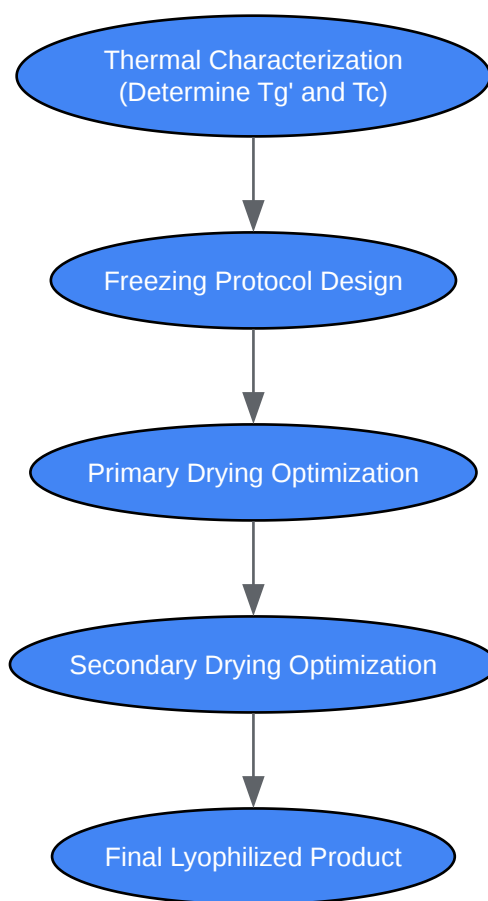 Thermal Characterization
(Determine Tg' and Tc)
Freezing Protocol Design
Primary Drying Optimization
Secondary Drying Optimization
Final Lyophilized Product